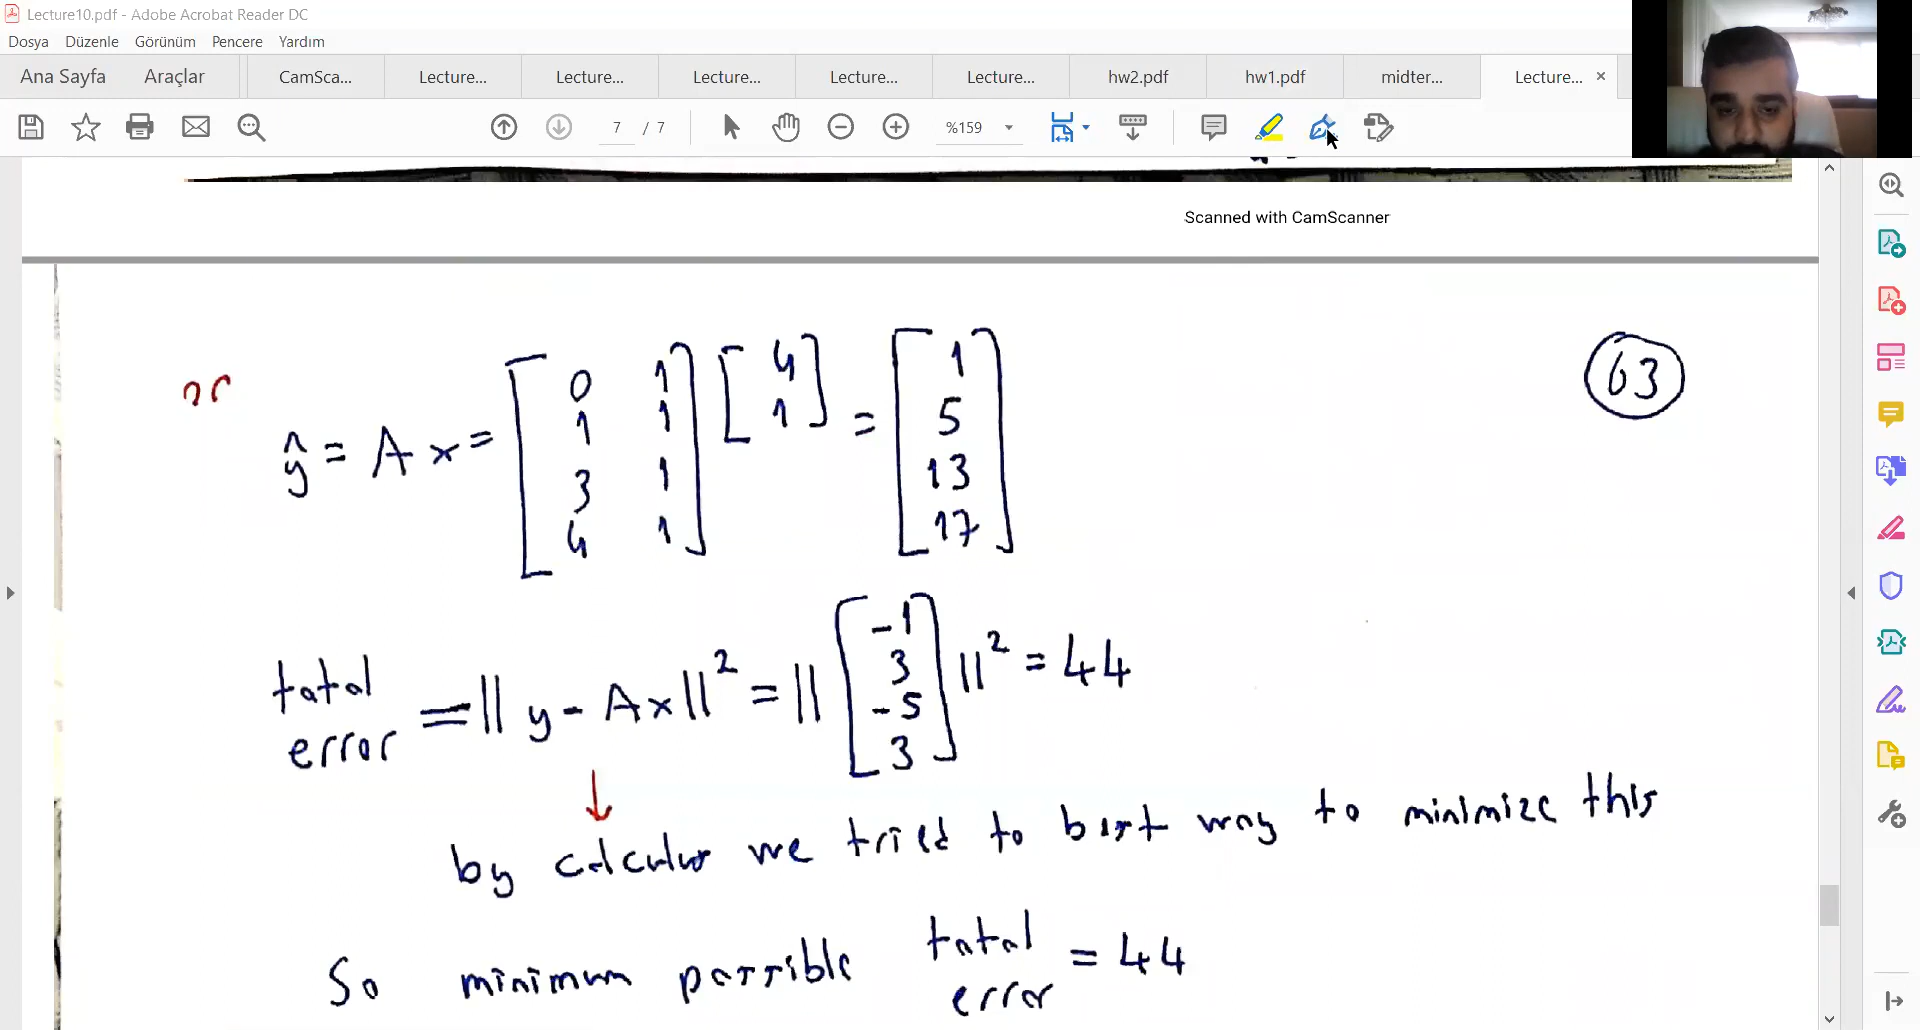 Lecture10.pdf - Adobe Acrobat Reader DC
Dosya Düzenle Görünüm Pencere Yardım
Ana Sayfa Araçlar CamSca... Lecture... Lecture... Lecture... Lecture... Lecture... hw2.pdf hw1.pdf midter... Lecture... ×
7 / 7 %159
Scanned with CamScanner
or
63
ŷ = A x = [0 1; 1 1; 3 1; 4 1] [4; 1] = [1; 5; 13; 17]
total error = || y - Ax ||² = || [-1; 3; -5; 3] ||² = 44
by calculus we tried to best way to minimize this
So minimum possible total error = 44